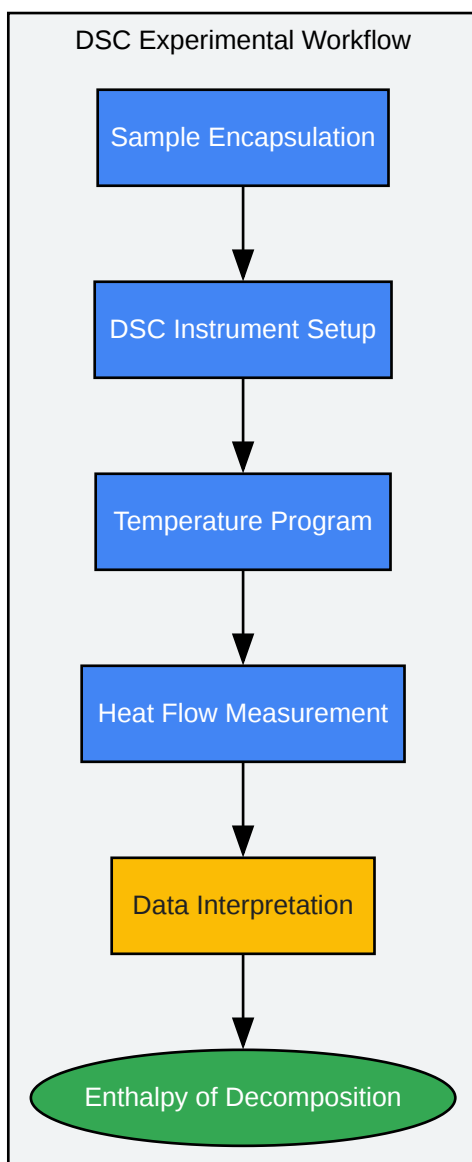 DSC Experimental Workflow
Sample Encapsulation
DSC Instrument Setup
Temperature Program
Heat Flow Measurement
Data Interpretation
Enthalpy of Decomposition